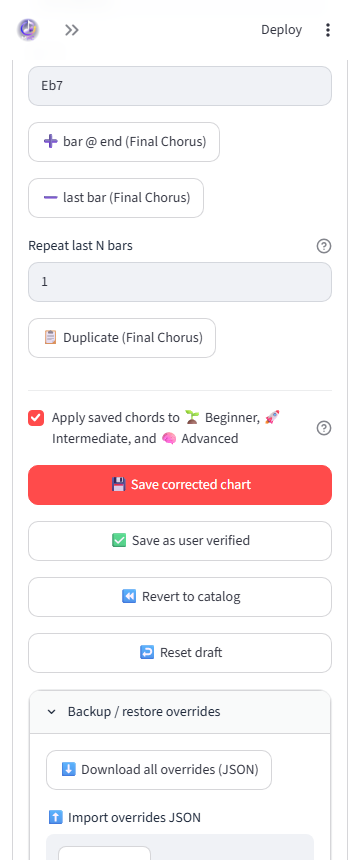 Deploy
Eb7
bar @ end (Final Chorus)
last bar (Final Chorus)
Repeat last N bars
1
Duplicate (Final Chorus)
Apply saved chords to 🌱 Beginner, 🚀
Intermediate, and 🧠 Advanced
Save corrected chart
Save as user verified
Revert to catalog
Reset draft
Backup / restore overrides
Download all overrides (JSON)
Import overrides JSON